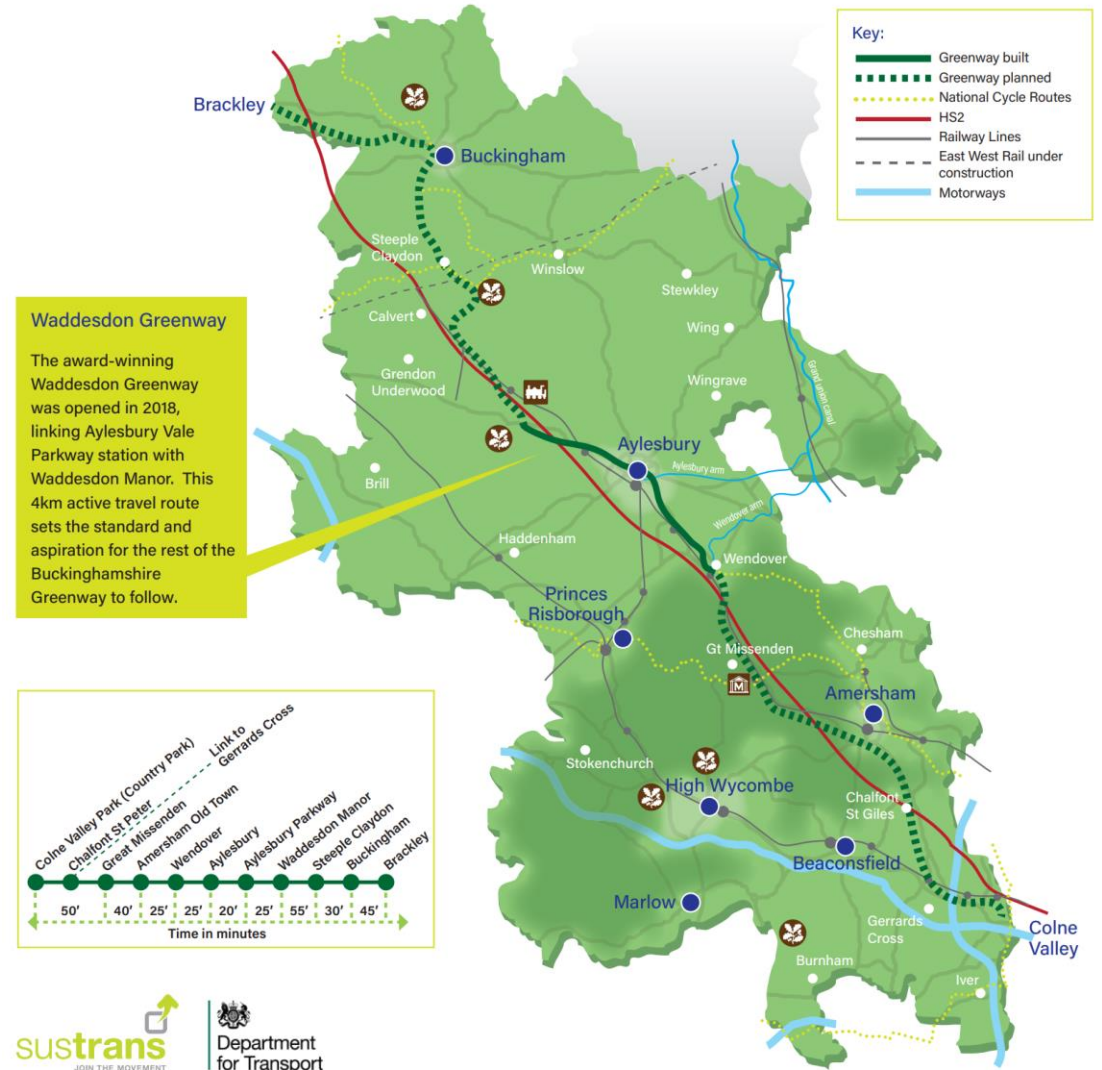 Key:
Greenway built
Greenway planned
National Cycle Routes
HS2
Railway Lines
East West Rail under
construction
Motorways
Brackley
Buckingham
Steeple
Claydon
Winslow
Stewkley
Calvert
Wing
Grendon
Underwood
Wingrave
Grand union canal
Aylesbury
Aylesbury arm
Brill
Wendover arm
Haddenham
Wendover
Princes
Risborough
Gt Missenden
Chesham
Amersham
Stokenchurch
High Wycombe
Chalfont
St Giles
Beaconsfield
Marlow
Gerrards
Cross
Colne
Valley
Burnham
Iver
M
Waddesdon Greenway
The award-winning
Waddesdon Greenway
was opened in 2018,
linking Aylesbury Vale
Parkway station with
Waddesdon Manor. This
4km active travel route
sets the standard and
aspiration for the rest of the
Buckinghamshire
Greenway to follow.
Colne Valley Park (Country Park)
Chalfont St Peter
Link to
Gerrards Cross
Great Missenden
Amersham Old Town
Wendover
Aylesbury
Aylesbury Parkway
Waddesdon Manor
Steeple Claydon
Buckingham
Brackley
50' 40' 25' 25' 20' 25' 55' 30' 45'
Time in minutes
sustrans
JOIN THE MOVEMENT
Department
for Transport